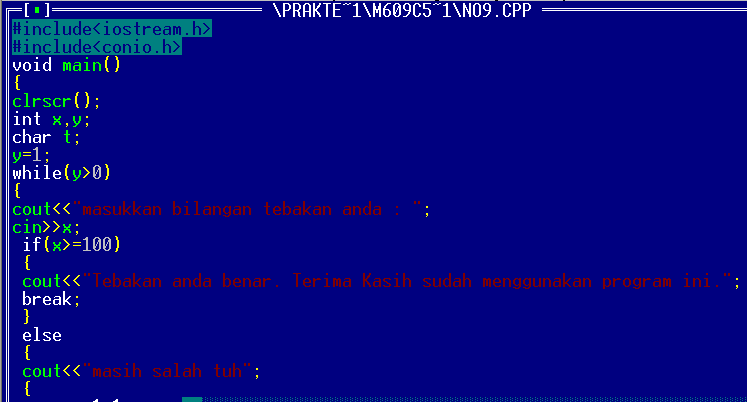 [■] \PRAKTE~1\M609C5~1\NO9.CPP
#include<iostream.h>
#include<conio.h>
void main()
{
clrscr();
int x,y;
char t;
y=1;
while(y>0)
{
cout<<"masukkan bilangan tebakan anda : ";
cin>>x;
if(x>=100)
{
cout<<"Tebakan anda benar. Terima Kasih sudah menggunakan program ini.";
break;
}
else
{
cout<<"masih salah tuh";
{